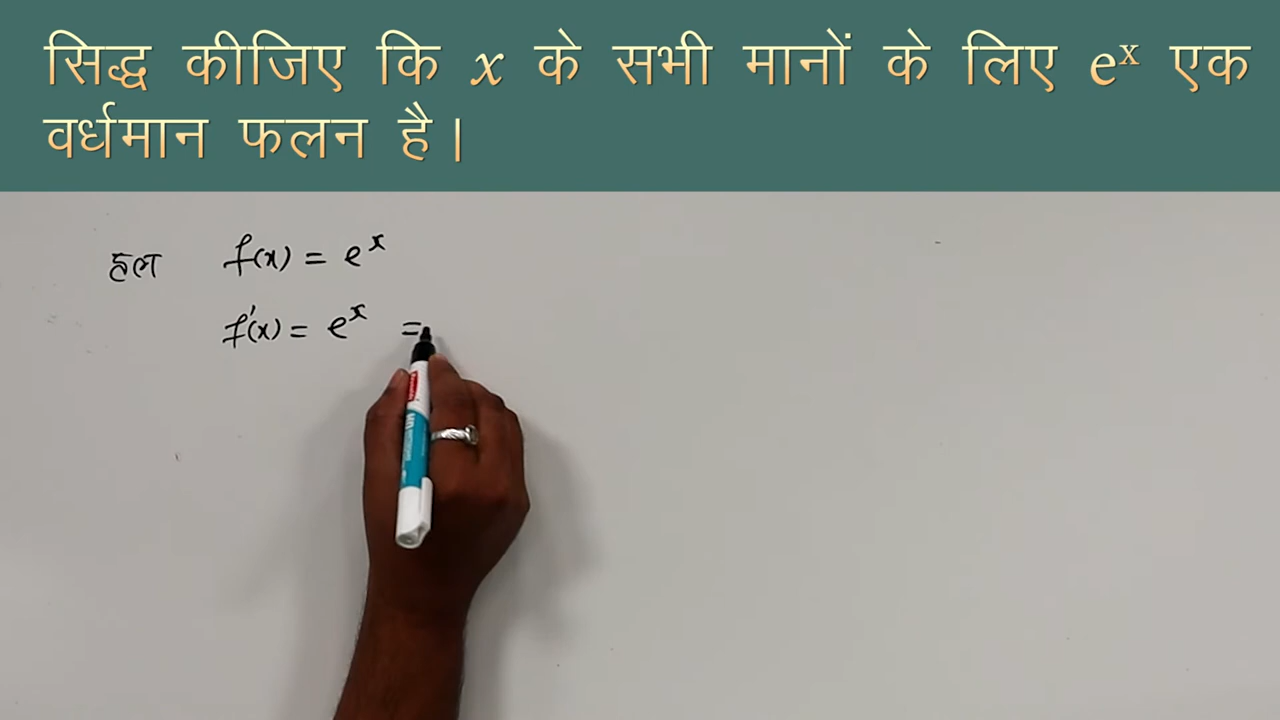 सिद्ध कीजिए कि x के सभी मानों के लिए eˣ एक
वर्धमान फलन है।
हल f(x) = eˣ
f'(x) = eˣ =